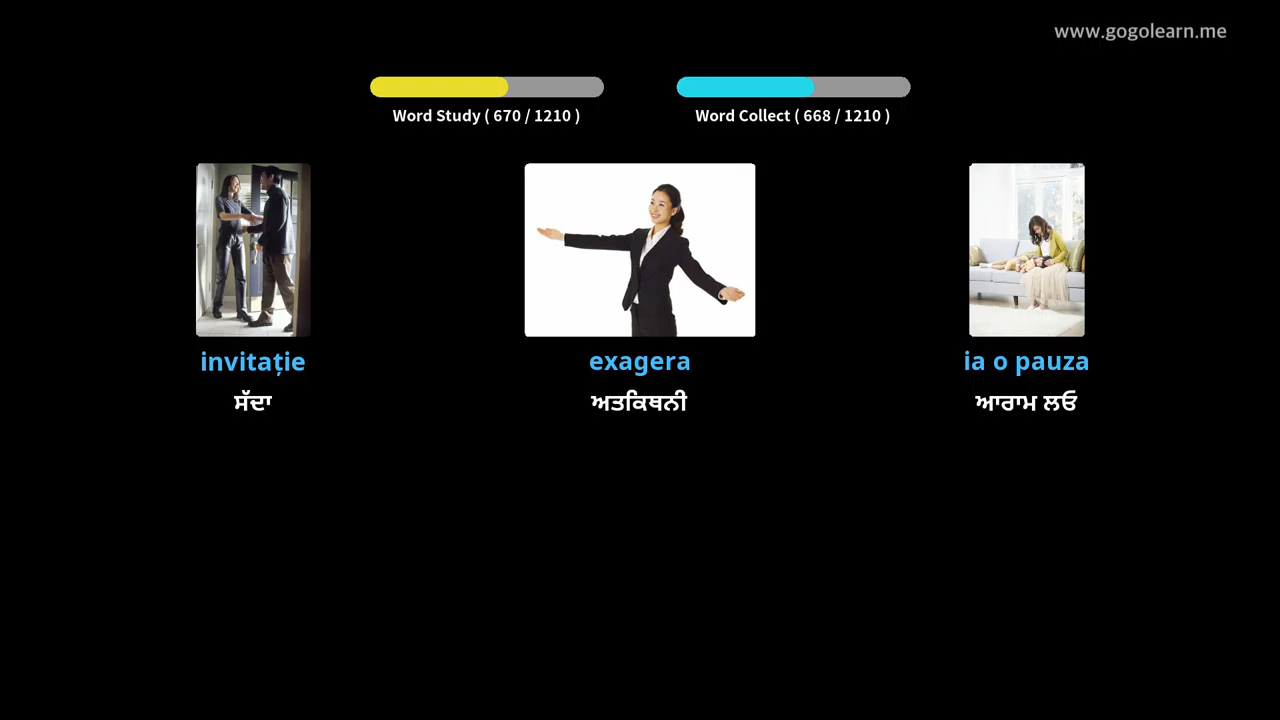 www.gogolearn.me
Word Study ( 670 / 1210 )
Word Collect ( 668 / 1210 )
invitație
exagera
ia o pauza
ਸੱਦਾ
ਅਤਕਿਥਨੀ
ਆਰਾਮ ਲਓ